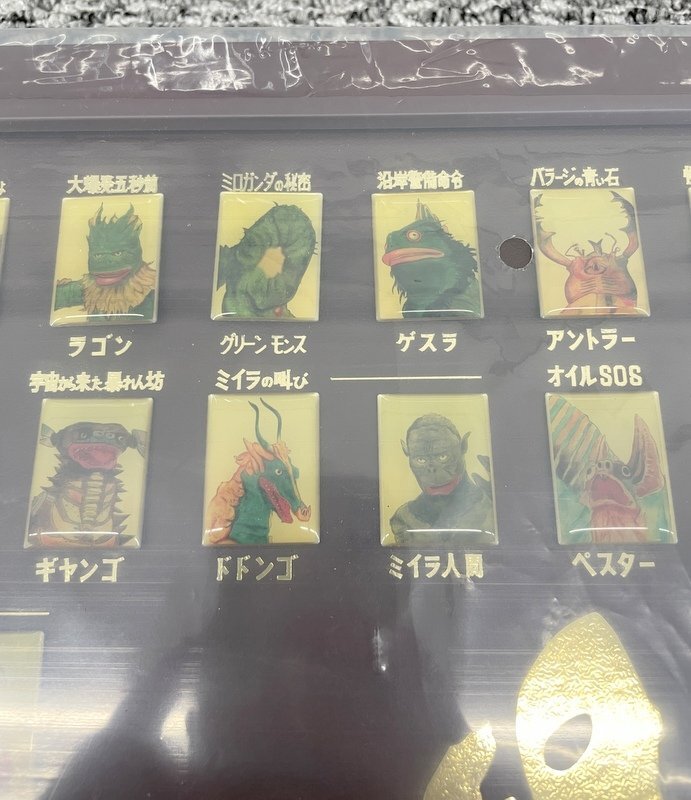 大爆発五秒前
ミロガンダの秘密
沿岸警備命令
バラージの青い石
ラゴン
グリーンモンス
ゲスラ
アントラー
宇宙から来た暴れん坊
ミイラの叫び
オイルSOS
ギャンゴ
ドドンゴ
ミイラ人間
ペスター